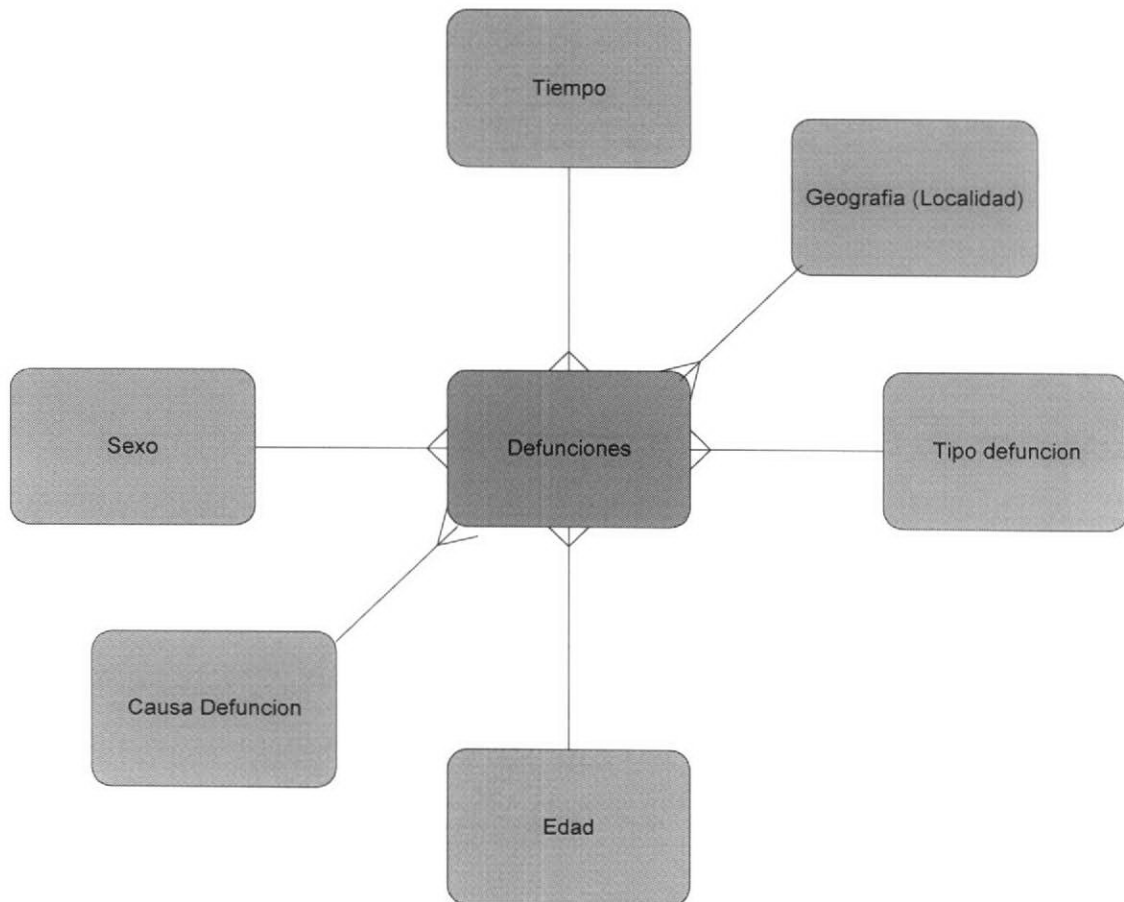 Tiempo
Geografia (Localidad)
Sexo
Defunciones
Tipo defuncion
Causa Defuncion
Edad